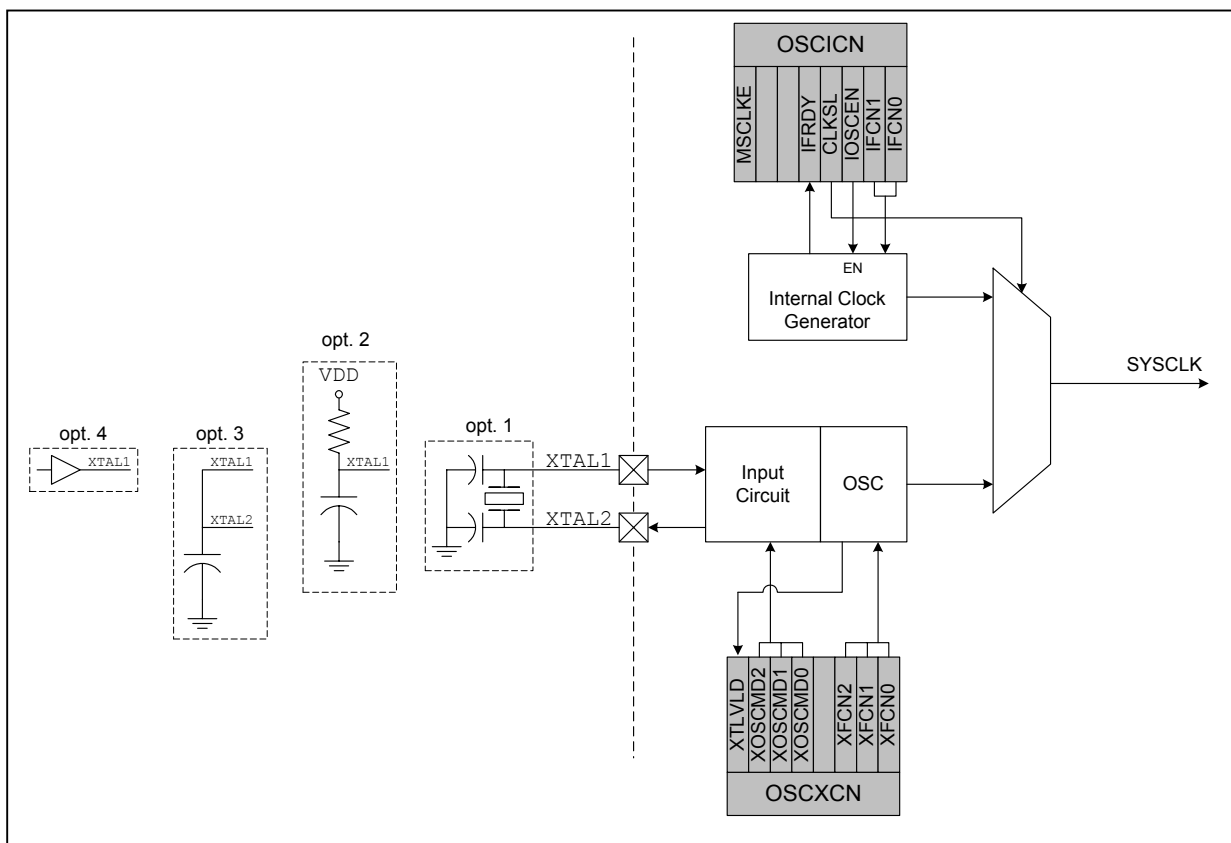 OSCICN
MSCLKE
IFRDY
CLKSL
IOSCEN
IFCN1
IFCN0
EN
Internal Clock
Generator
SYSCLK
opt. 4
XTAL1
opt. 3
XTAL1
XTAL2
opt. 2
VDD
XTAL1
opt. 1
XTAL1
XTAL2
Input
Circuit
OSC
XTLVLD
XOSCMD2
XOSCMD1
XOSCMD0
XFCN2
XFCN1
XFCN0
OSCXCN